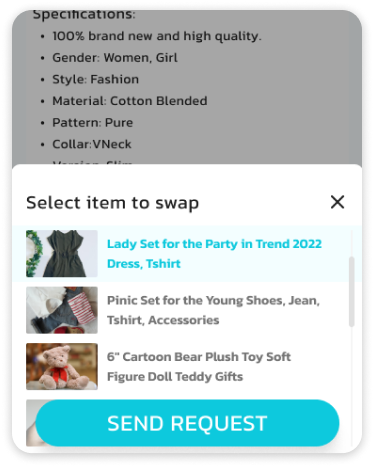 Specifications:
• 100% brand new and high quality.
• Gender: Women, Girl
• Style: Fashion
• Material: Cotton Blended
• Pattern: Pure
• Collar:VNeck
• Version: Slim
Select item to swap
Lady Set for the Party in Trend 2022
Dress, Tshirt
Pinic Set for the Young Shoes, Jean,
Tshirt, Accessories
6" Cartoon Bear Plush Toy Soft
Figure Doll Teddy Gifts
SEND REQUEST